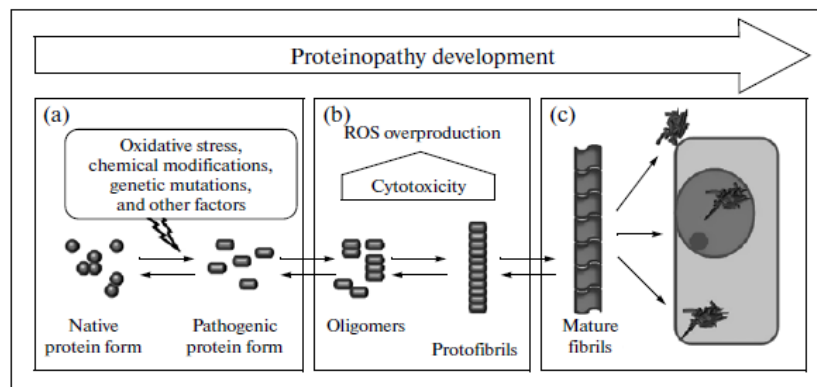 Proteinopathy development
(a)
Oxidative stress,
chemical modifications,
genetic mutations,
and other factors
Native
protein form
Pathogenic
protein form
(b)
ROS overproduction
Cytotoxicity
Oligomers
Protofibrils
(c)
Mature
fibrils